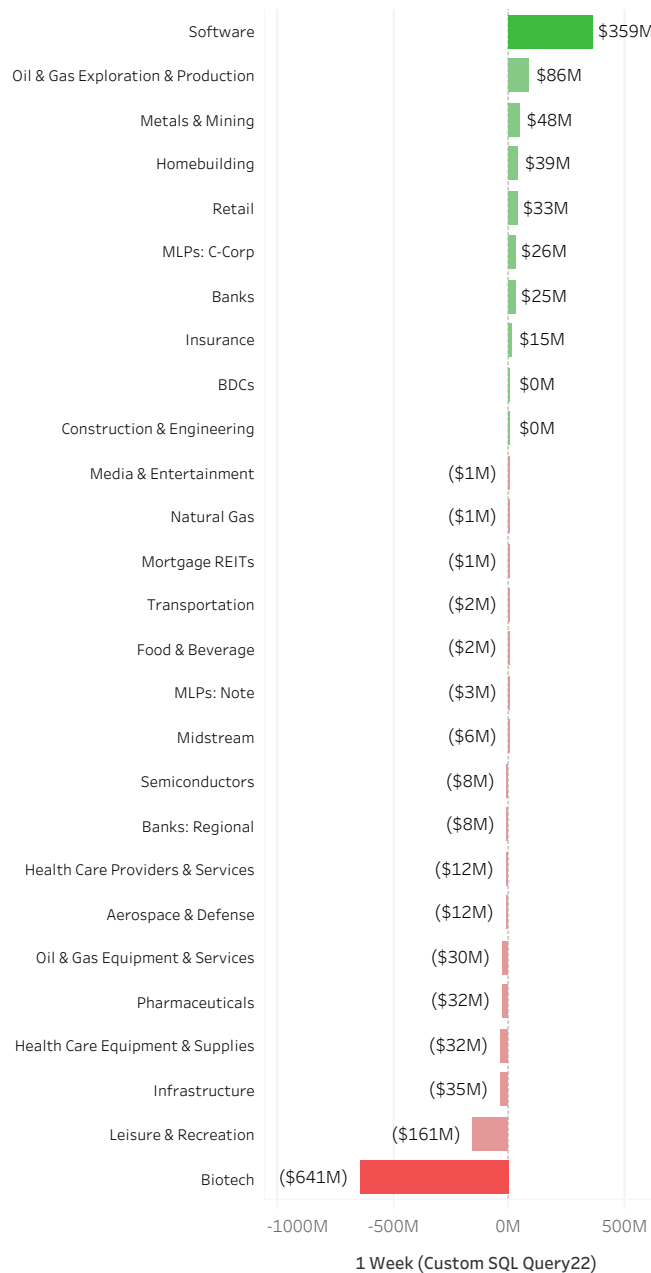 Software $359M
Oil & Gas Exploration & Production $86M
Metals & Mining $48M
Homebuilding $39M
Retail $33M
MLPs: C-Corp $26M
Banks $25M
Insurance $15M
BDCs $0M
Construction & Engineering $0M
Media & Entertainment ($1M)
Natural Gas ($1M)
Mortgage REITs ($1M)
Transportation ($2M)
Food & Beverage ($2M)
MLPs: Note ($3M)
Midstream ($6M)
Semiconductors ($8M)
Banks: Regional ($8M)
Health Care Providers & Services ($12M)
Aerospace & Defense ($12M)
Oil & Gas Equipment & Services ($30M)
Pharmaceuticals ($32M)
Health Care Equipment & Supplies ($32M)
Infrastructure ($35M)
Leisure & Recreation ($161M)
Biotech ($641M)
-$1000M -$500M $0M $500M
1 Week (Custom SQL Query22)